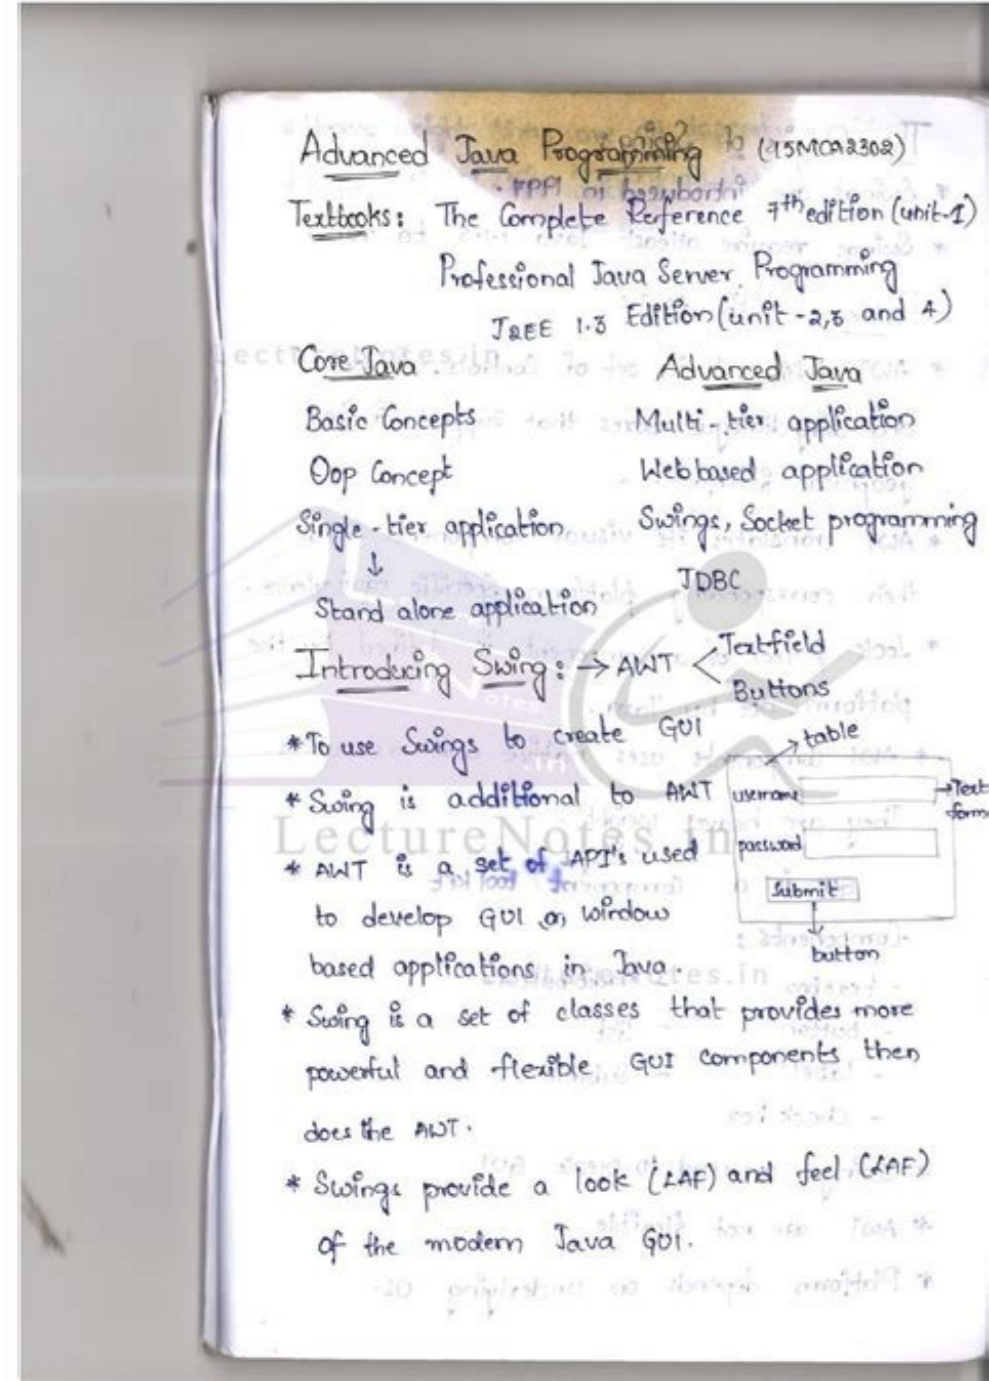 Advanced Java Programming (15MCA2302)
Textbooks: The Complete Reference 7th edition (unit-1)
Professional Java Server Programming
J2EE 1.3 Edition (unit-2,3 and 4)
LectureNotes.in
Core Java Advanced Java
Basic Concepts Multi-tier application
Oop Concept Web based application
Single-tier application Swings, Socket programming
↓ JDBC
Stand alone application
Introducing Swing: → AWT < Textfield
Buttons
* To use Swings to create GUI
→ table
* Swing is additional to AWT
username → Text
form
LectureNotes.in
password
* AWT is a set of API's used
Submit
to develop GUI or window
button
based applications in Java.
* Swing is a set of classes that provides more
powerful and flexible GUI components then
does the AWT.
* Swings provide a look (LAF) and feel (LAF)
of the modern Java GUI.